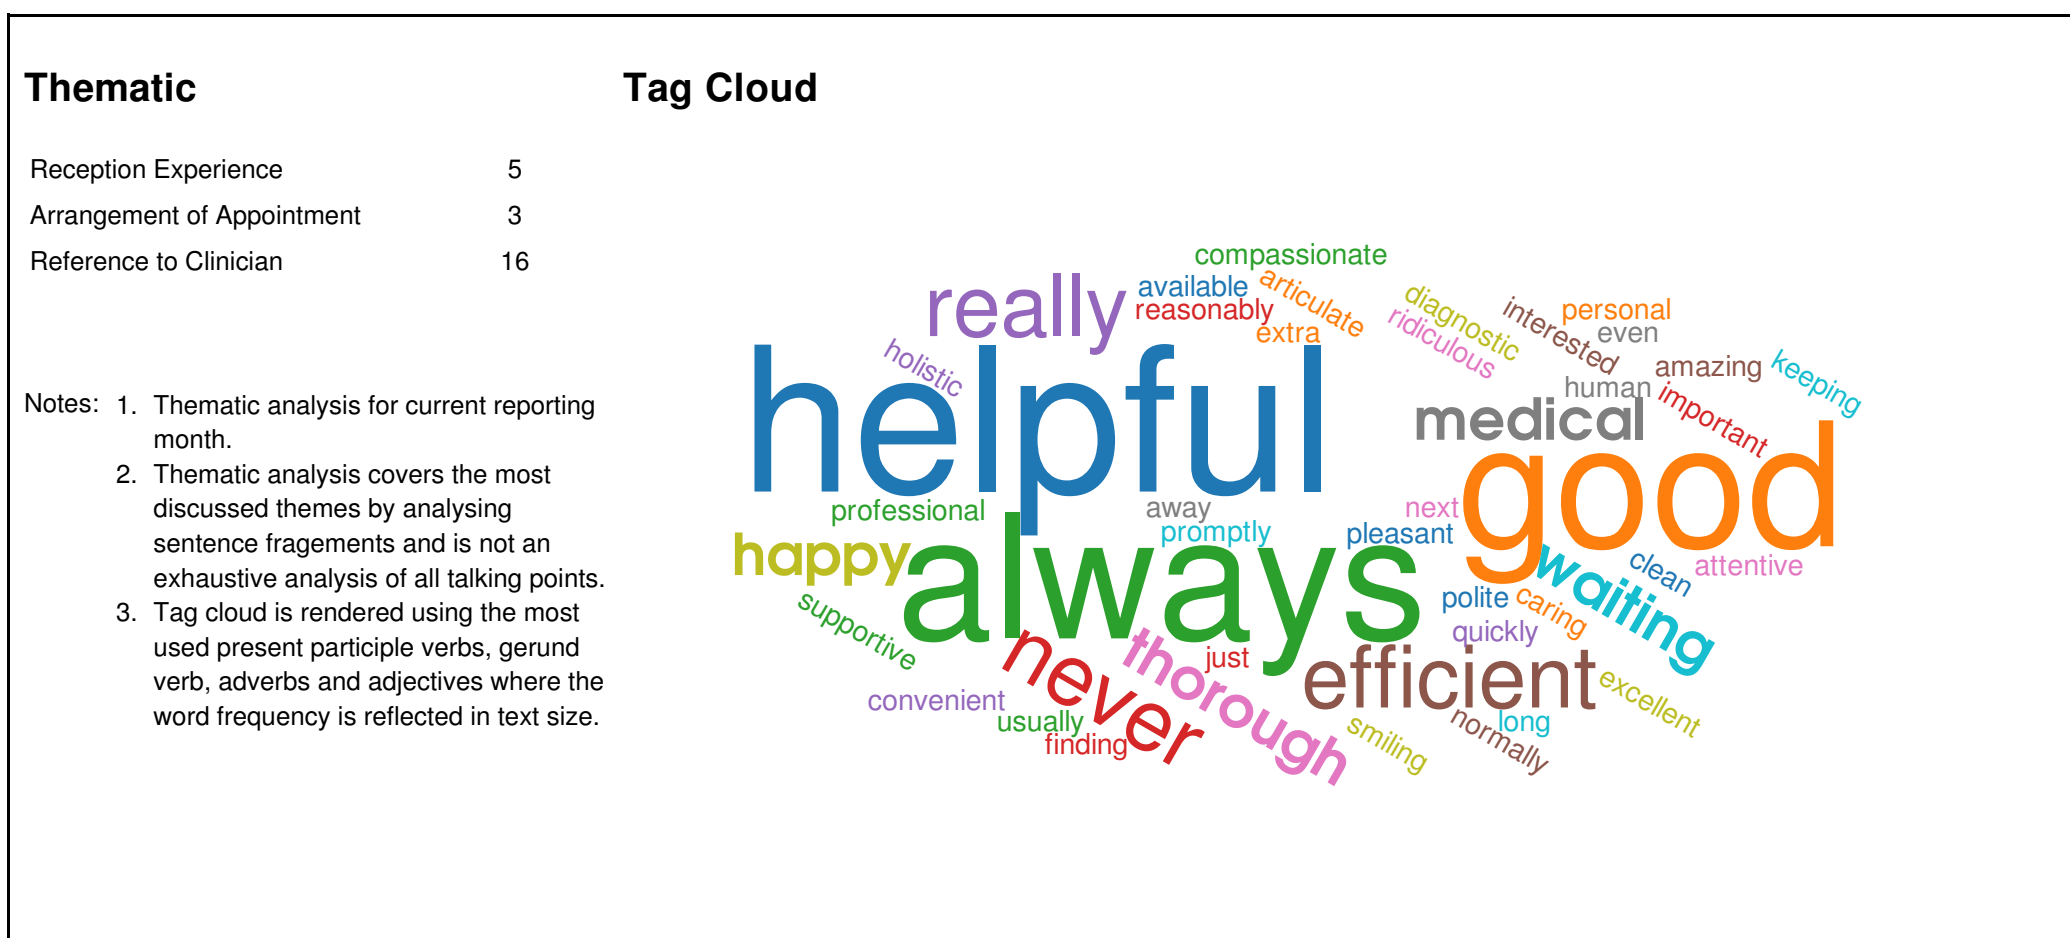 Thematic
Tag Cloud
Reception Experience 5
Arrangement of Appointment 3
Reference to Clinician 16
Notes: 1. Thematic analysis for current reporting
month.
2. Thematic analysis covers the most
discussed themes by analysing
sentence fragements and is not an
exhaustive analysis of all talking points.
3. Tag cloud is rendered using the most
used present participle verbs, gerund
verb, adverbs and adjectives where the
word frequency is reflected in text size.
compassionate
really
available
articulate
reasonably
extra
diagnostic
ridiculous
interested
personal
even
holistic
helpful
amazing
keeping
human
important
medical
good
professional
away
promptly
next
pleasant
happy
always
waiting
clean
attentive
polite
caring
quickly
supportive
never
thorough
just
efficient
excellent
convenient
usually
finding
smiling
normally
long